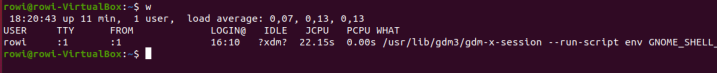 rowi@rowi-VirtualBox:~$ w
 18:20:43 up 11 min,  1 user,  load average: 0,07, 0,13, 0,13
USER     TTY      FROM             LOGIN@   IDLE   JCPU   PCPU WHAT
rowi     :1       :1               16:10   ?xdm?  22.15s  0.00s /usr/lib/gdm3/gdm-x-session --run-script env GNOME_SHELL_
rowi@rowi-VirtualBox:~$